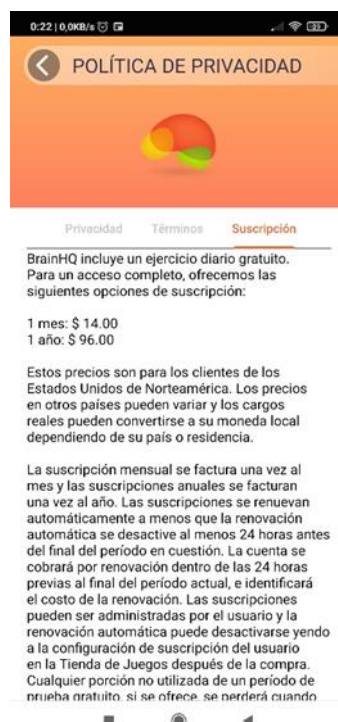 0:22 | 0,0KB/s
POLÍTICA DE PRIVACIDAD
Privacidad Términos Suscripción
BrainHQ incluye un ejercicio diario gratuito.
Para un acceso completo, ofrecemos las
siguientes opciones de suscripción:
1 mes: $ 14.00
1 año: $ 96.00
Estos precios son para los clientes de los
Estados Unidos de Norteamérica. Los precios
en otros países pueden variar y los cargos
reales pueden convertirse a su moneda local
dependiendo de su país o residencia.
La suscripción mensual se factura una vez al
mes y las suscripciones anuales se facturan
una vez al año. Las suscripciones se renuevan
automáticamente a menos que la renovación
automática se desactive al menos 24 horas antes
del final del período en cuestión. La cuenta se
cobrará por renovación dentro de las 24 horas
previas al final del período actual, e identificará
el costo de la renovación. Las suscripciones
pueden ser administradas por el usuario y la
renovación automática puede desactivarse yendo
a la configuración de suscripción del usuario
en la Tienda de Juegos después de la compra.
Cualquier porción no utilizada de un período de
prueba gratuito, si se ofrece, se perderá cuando